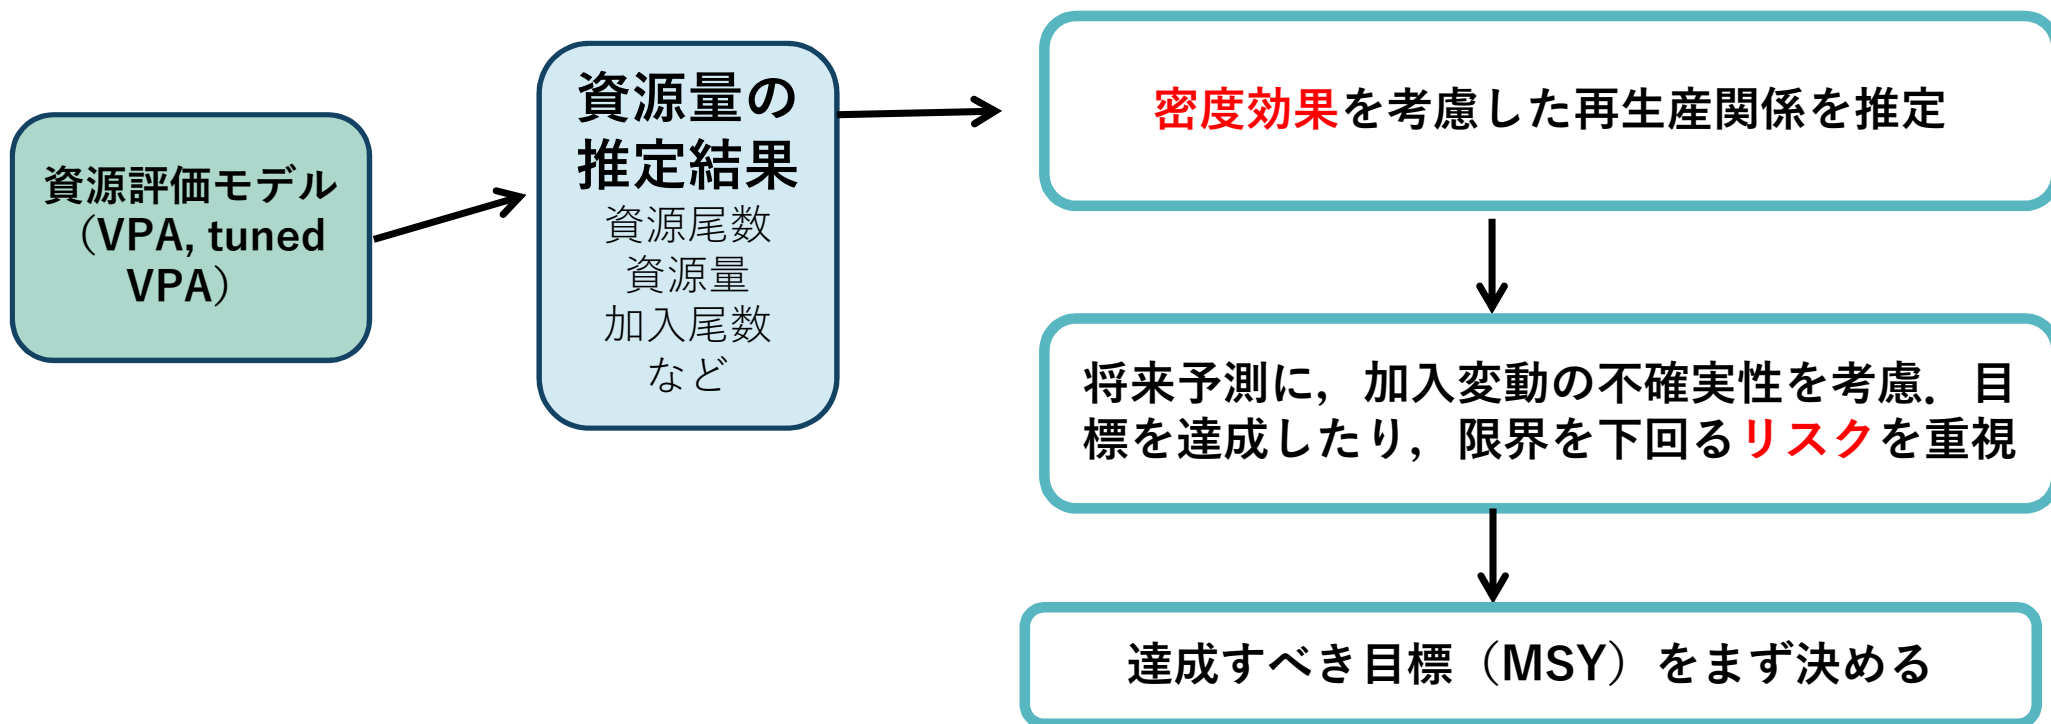 資源評価モデル
（VPA, tuned
VPA）
資源量の
推定結果
資源尾数
資源量
加入尾数
など
密度効果を考慮した再生産関係を推定
将来予測に，加入変動の不確実性を考慮．目
標を達成したり，限界を下回るリスクを重視
達成すべき目標（MSY）をまず決める